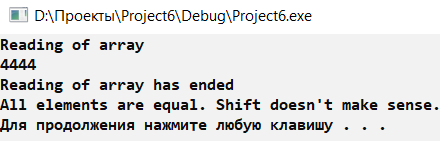 D:\Проекты\Project6\Debug\Project6.exe
Reading of array
4444
Reading of array has ended
All elements are equal. Shift doesn't make sense.
Для продолжения нажмите любую клавишу . . .